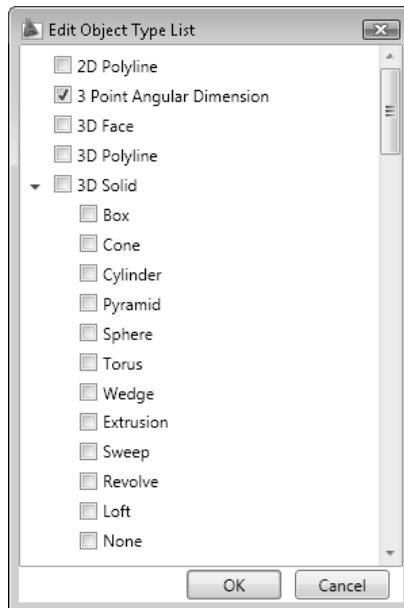 Edit Object Type List
2D Polyline
3 Point Angular Dimension
3D Face
3D Polyline
3D Solid
Box
Cone
Cylinder
Pyramid
Sphere
Torus
Wedge
Extrusion
Sweep
Revolve
Loft
None
OK Cancel